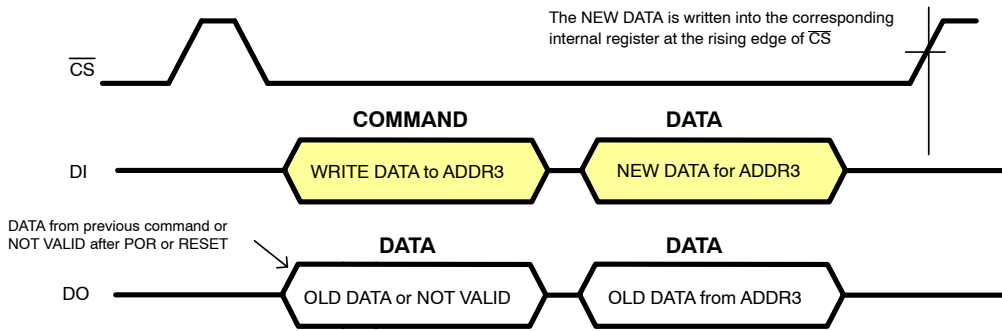 The NEW DATA is written into the corresponding
internal register at the rising edge of C̅S̅
C̅S̅
COMMAND
DATA
DI
WRITE DATA to ADDR3
NEW DATA for ADDR3
DATA from previous command or
NOT VALID after POR or RESET
DATA
DATA
DO
OLD DATA or NOT VALID
OLD DATA from ADDR3